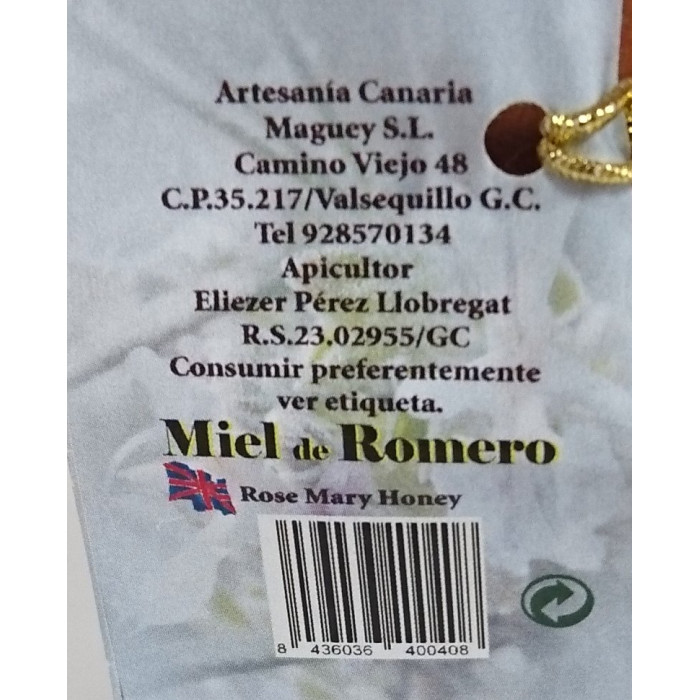 Artesanía Canaria
Maguey S.L.
Camino Viejo 48
C.P.35.217/Valsequillo G.C.
Tel 928570134
Apicultor
Eliezer Pérez Llobregat
R.S.23.02955/GC
Consumir preferentemente
ver etiqueta.
Miel de Romero
Rose Mary Honey
8 436036 400408